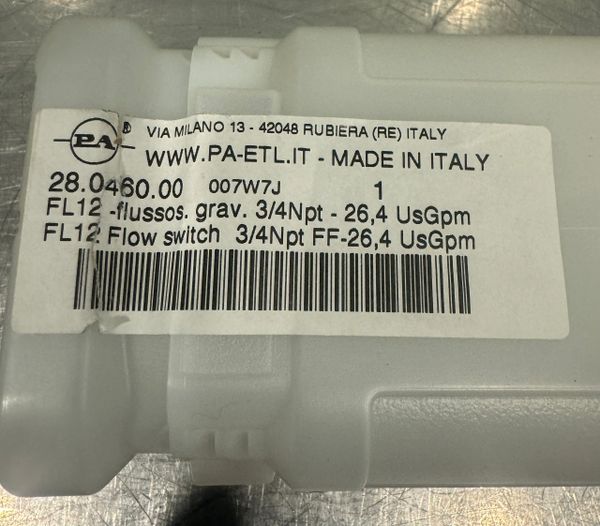 PA®
VIA MILANO 13 - 42048 RUBIERA (RE) ITALY
WWW.PA-ETL.IT - MADE IN ITALY
28.0460.00 007W7J 1
FL12 -flussos. grav. 3/4Npt - 26,4 UsGpm
FL12 Flow switch 3/4Npt FF-26,4 UsGpm